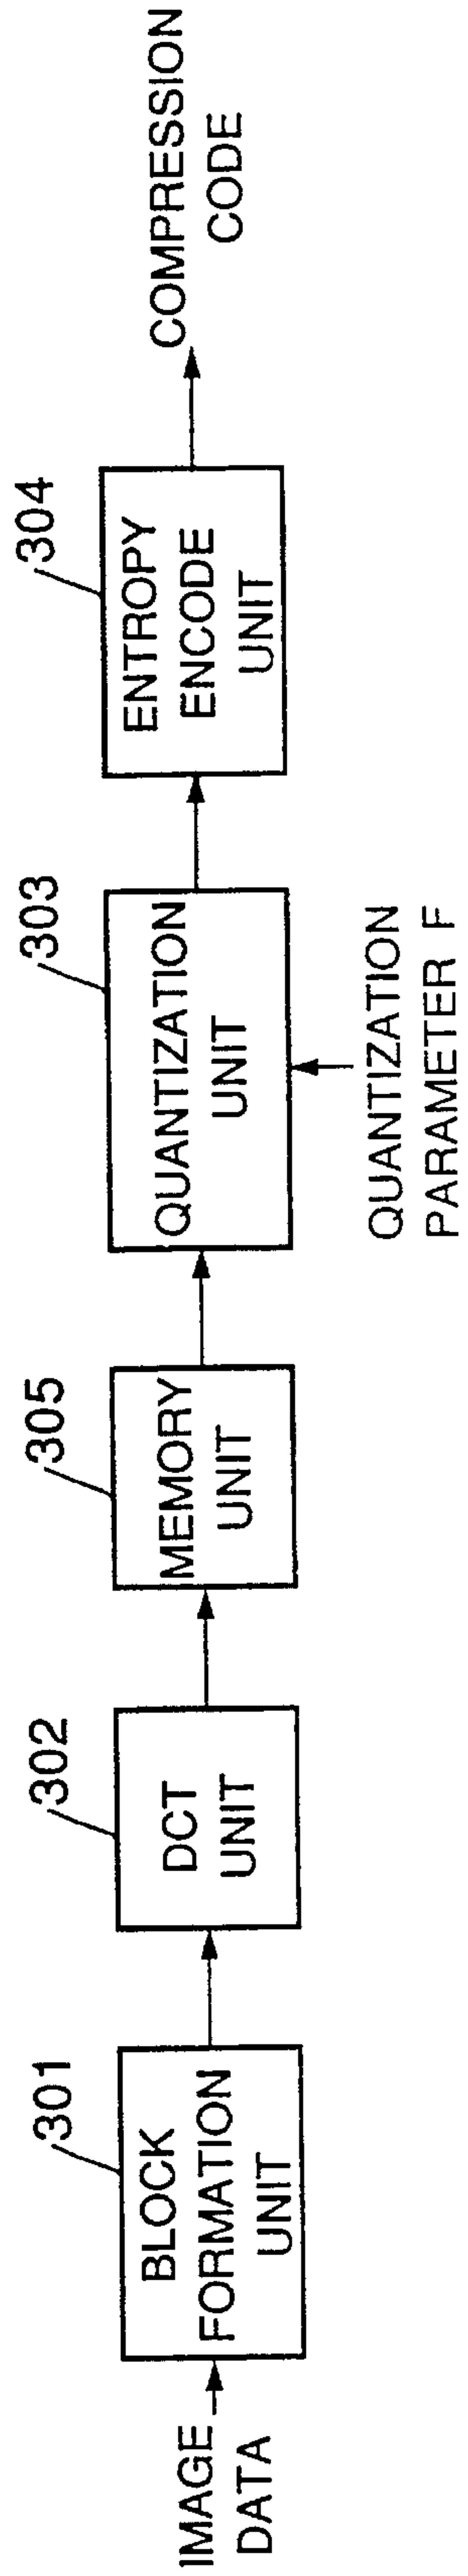 IMAGE
DATA
301
BLOCK
FORMATION
UNIT
302
DCT
UNIT
305
MEMORY
UNIT
303
QUANTIZATION
UNIT
QUANTIZATION
PARAMETER F
304
ENTROPY
ENCODE
UNIT
COMPRESSION
CODE